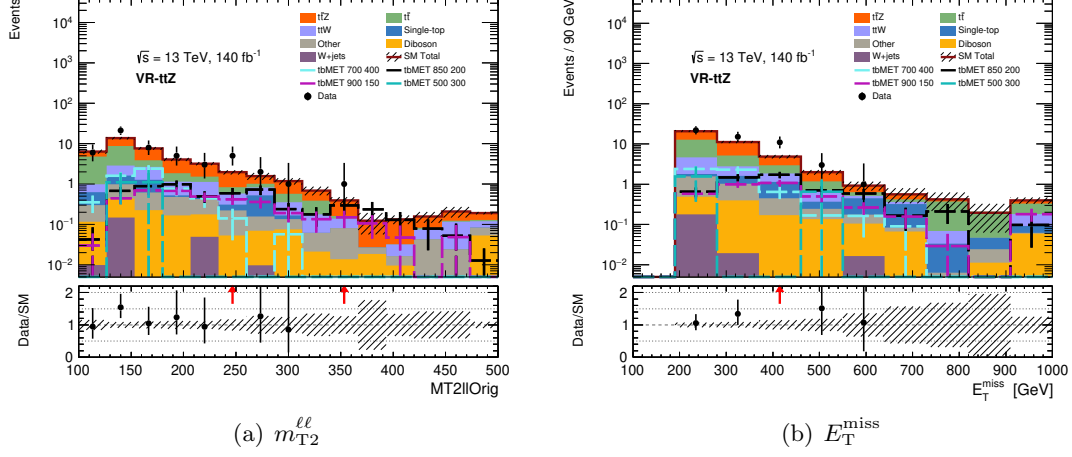 Events
10⁴
10³
10²
10
1
10⁻¹
10⁻²
tt̄Z
tt̄
ttW
Single-top
Other
Diboson
W+jets
SM Total
tbMET 700 400
tbMET 850 200
tbMET 900 150
tbMET 500 300
Data
√s = 13 TeV, 140 fb⁻¹
VR-ttZ
Data/SM
2
1
0
100 150 200 250 300 350 400 450 500
MT2llOrig
(a) m_T2^ℓℓ
Events / 90 GeV
10⁴
10³
10²
10
1
10⁻¹
10⁻²
tt̄Z
tt̄
ttW
Single-top
Other
Diboson
W+jets
SM Total
tbMET 700 400
tbMET 850 200
tbMET 900 150
tbMET 500 300
Data
√s = 13 TeV, 140 fb⁻¹
VR-ttZ
Data/SM
2
1
0
100 200 300 400 500 600 700 800 900 1000
E_T^miss [GeV]
(b) E_T^miss